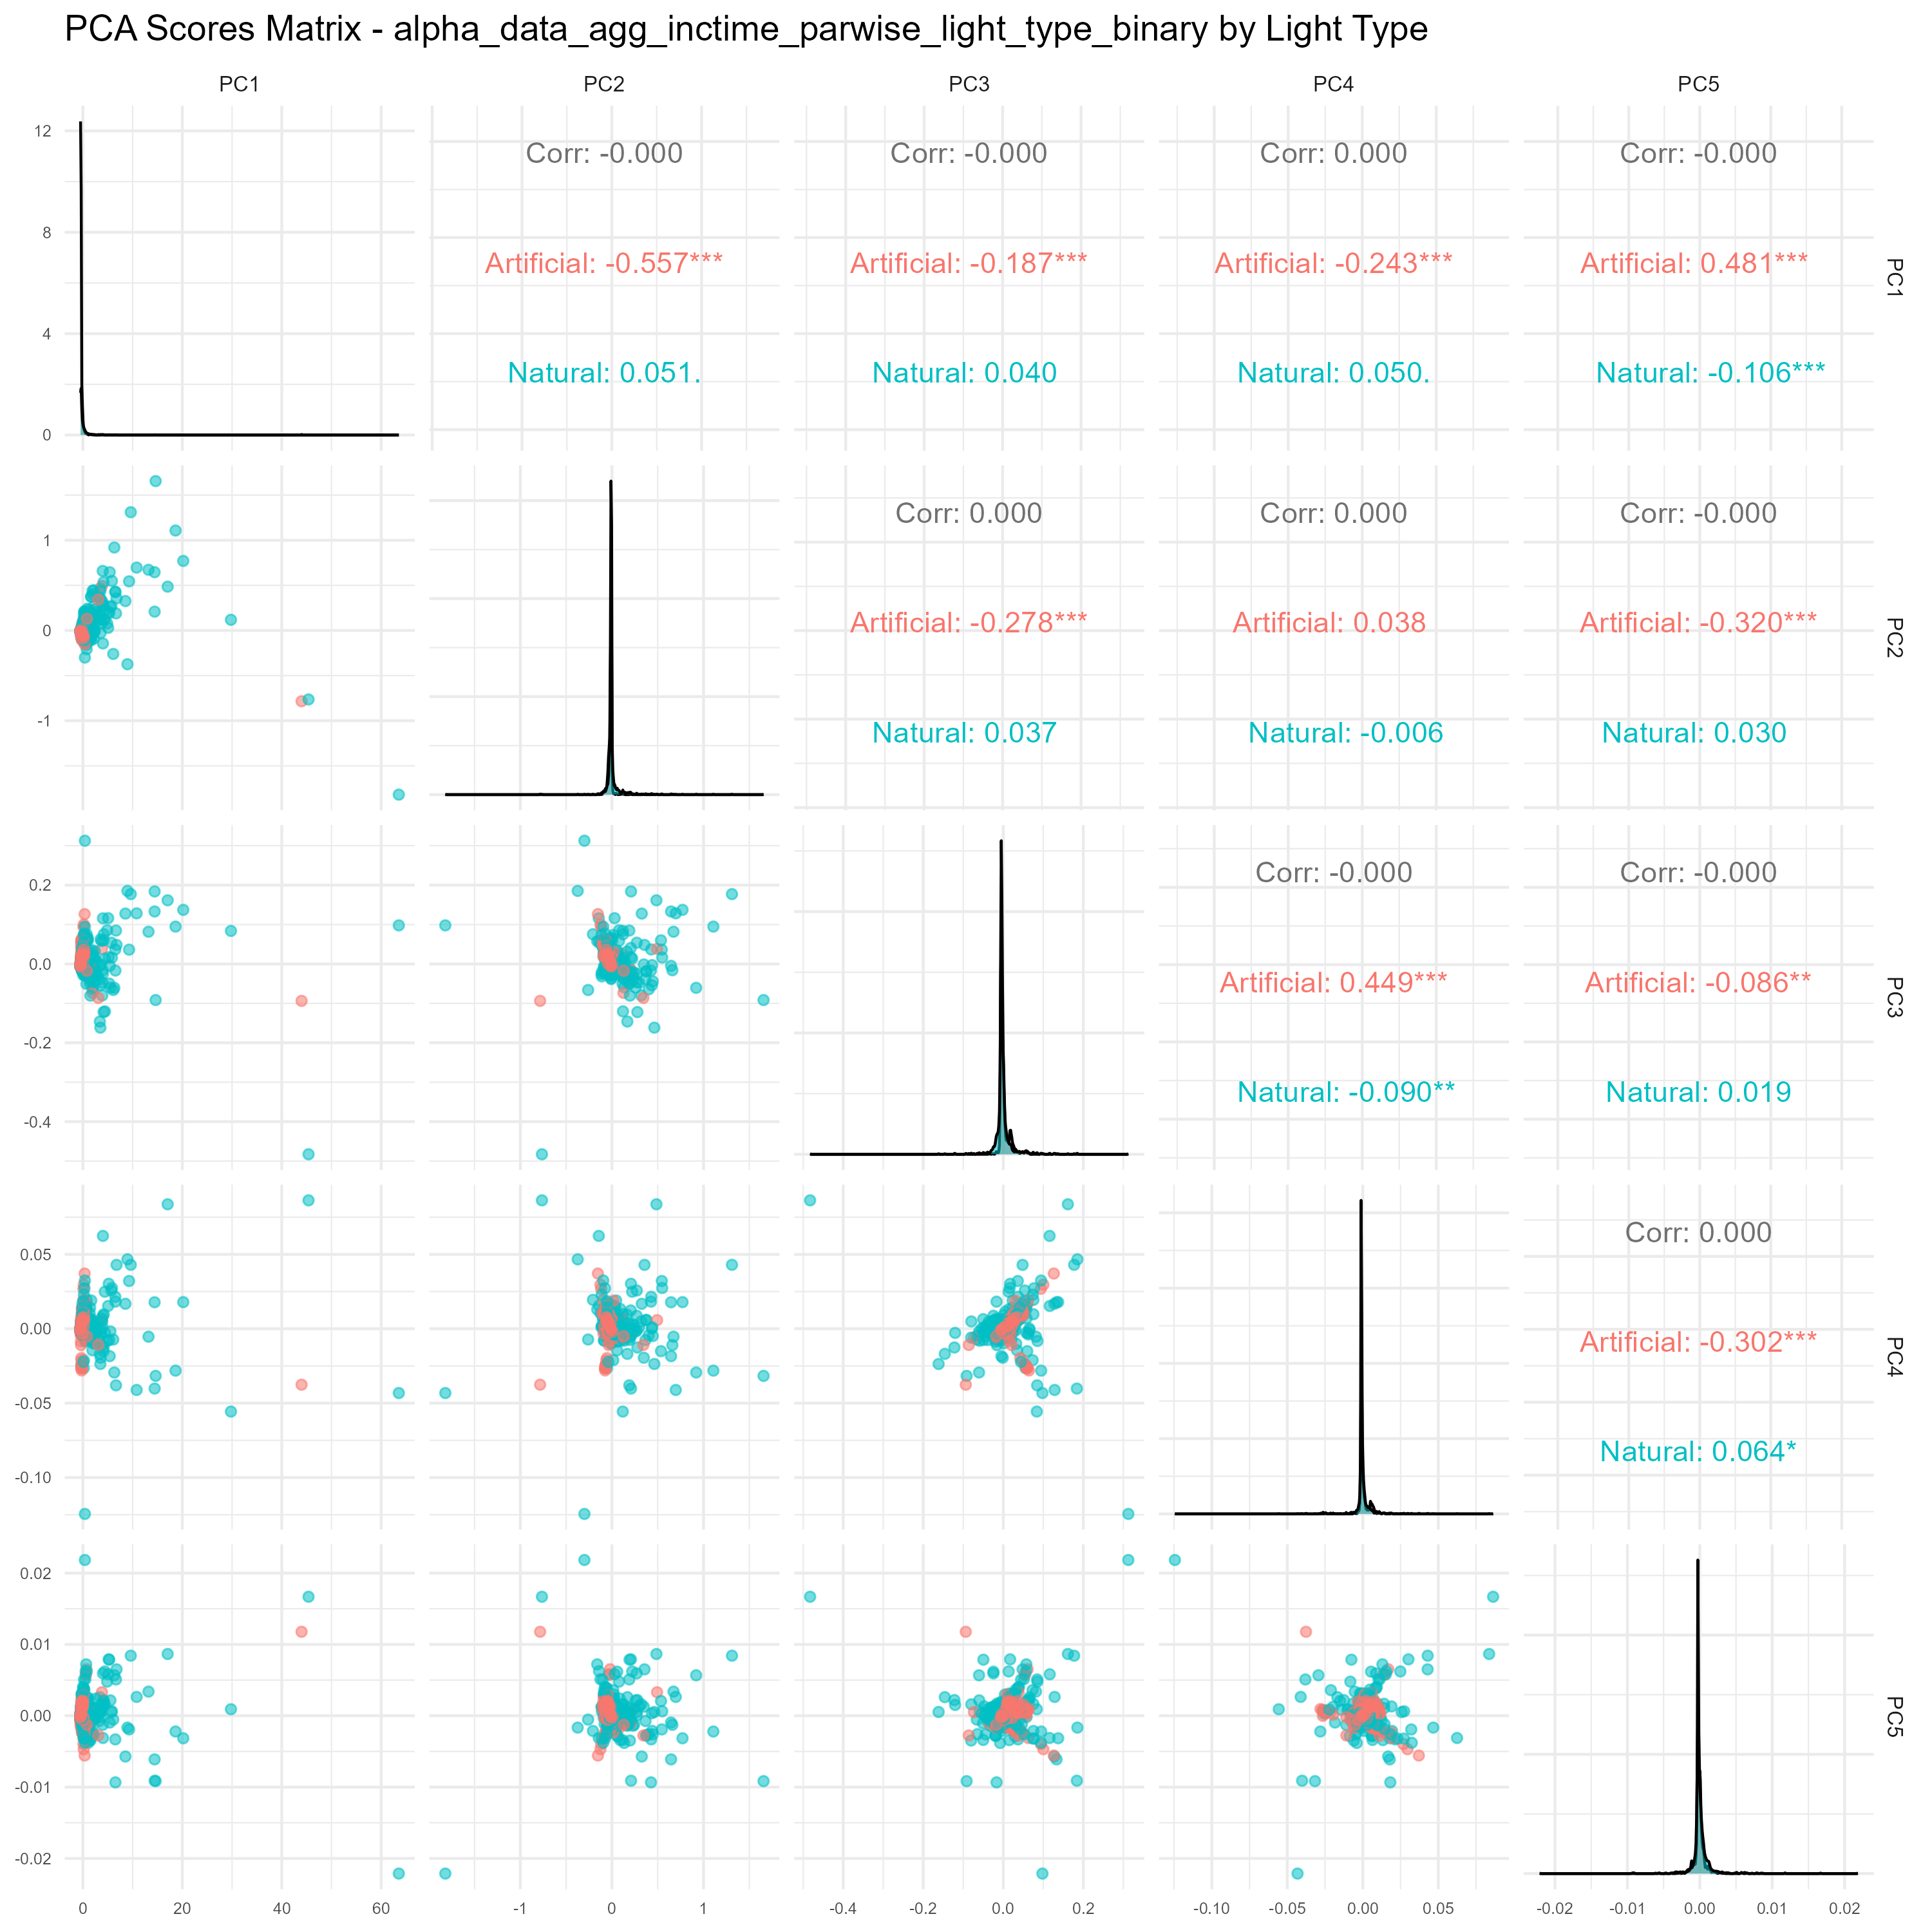 PCA Scores Matrix - alpha_data_agg_inctime_parwise_light_type_binary by Light Type
PC1 PC2 PC3 PC4 PC5
12
8
4
0
Corr: -0.000
Artificial: -0.557***
Natural: 0.051.
Corr: -0.000
Artificial: -0.187***
Natural: 0.040
Corr: 0.000
Artificial: -0.243***
Natural: 0.050.
Corr: -0.000
Artificial: 0.481***
Natural: -0.106***
PC1
1
0
-1
Corr: 0.000
Artificial: -0.278***
Natural: 0.037
Corr: 0.000
Artificial: 0.038
Natural: -0.006
Corr: -0.000
Artificial: -0.320***
Natural: 0.030
PC2
0.2
0.0
-0.2
-0.4
Corr: -0.000
Artificial: 0.449***
Natural: -0.090**
Corr: -0.000
Artificial: -0.086**
Natural: 0.019
PC3
0.05
0.00
-0.05
-0.10
Corr: 0.000
Artificial: -0.302***
Natural: 0.064*
PC4
0.02
0.01
0.00
-0.01
-0.02
PC5
0 20 40 60
-1 0 1
-0.4 -0.2 0.0 0.2
-0.10 -0.05 0.00 0.05
-0.02 -0.01 0.00 0.01 0.02